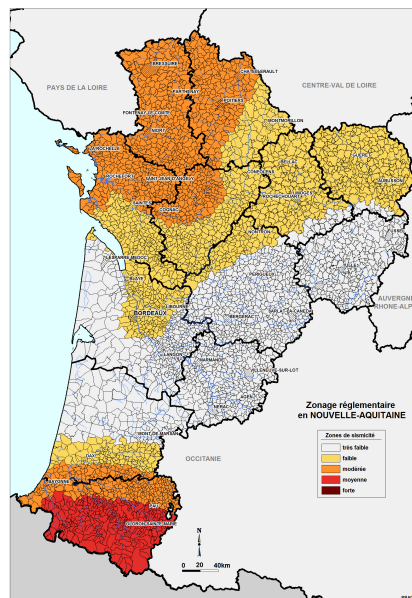 BRESSUIRE
CHATELLERAULT
PAYS DE LA LOIRE
CENTRE-VAL DE LOIRE
PARTHENAY
POITIERS
FONTENAY-LE-COMTE
MONTMORILLON
NIORT
LA ROCHELLE
BELLAC
GUERET
ROCHEFORT
SAINT-JEAN-D'ANGELY
CONFOLENS
AUBUSSON
ROCHECHOUART
LIMOGES
SAINTES
COGNAC
NONTRON
LESPARRE-MEDOC
PERIGUEUX
BLAYE
AUVERGNE
RHONE-ALP
LIBOURNE
BORDEAUX
BERGERAC
SARLAT-LA-CANEDA
LANGON
MARMANDE
VILLENEUVE-SUR-LOT
AGEN
NERAC
Zonage réglementaire
en NOUVELLE-AQUITAINE
MONT-DE-MARSAN
Zones de sismicité
très faible
DAX
OCCITANIE
faible
modérée
BAYONNE
moyenne
PAU
forte
OLORON-SAINTE-MARIE
N
0 20 40km